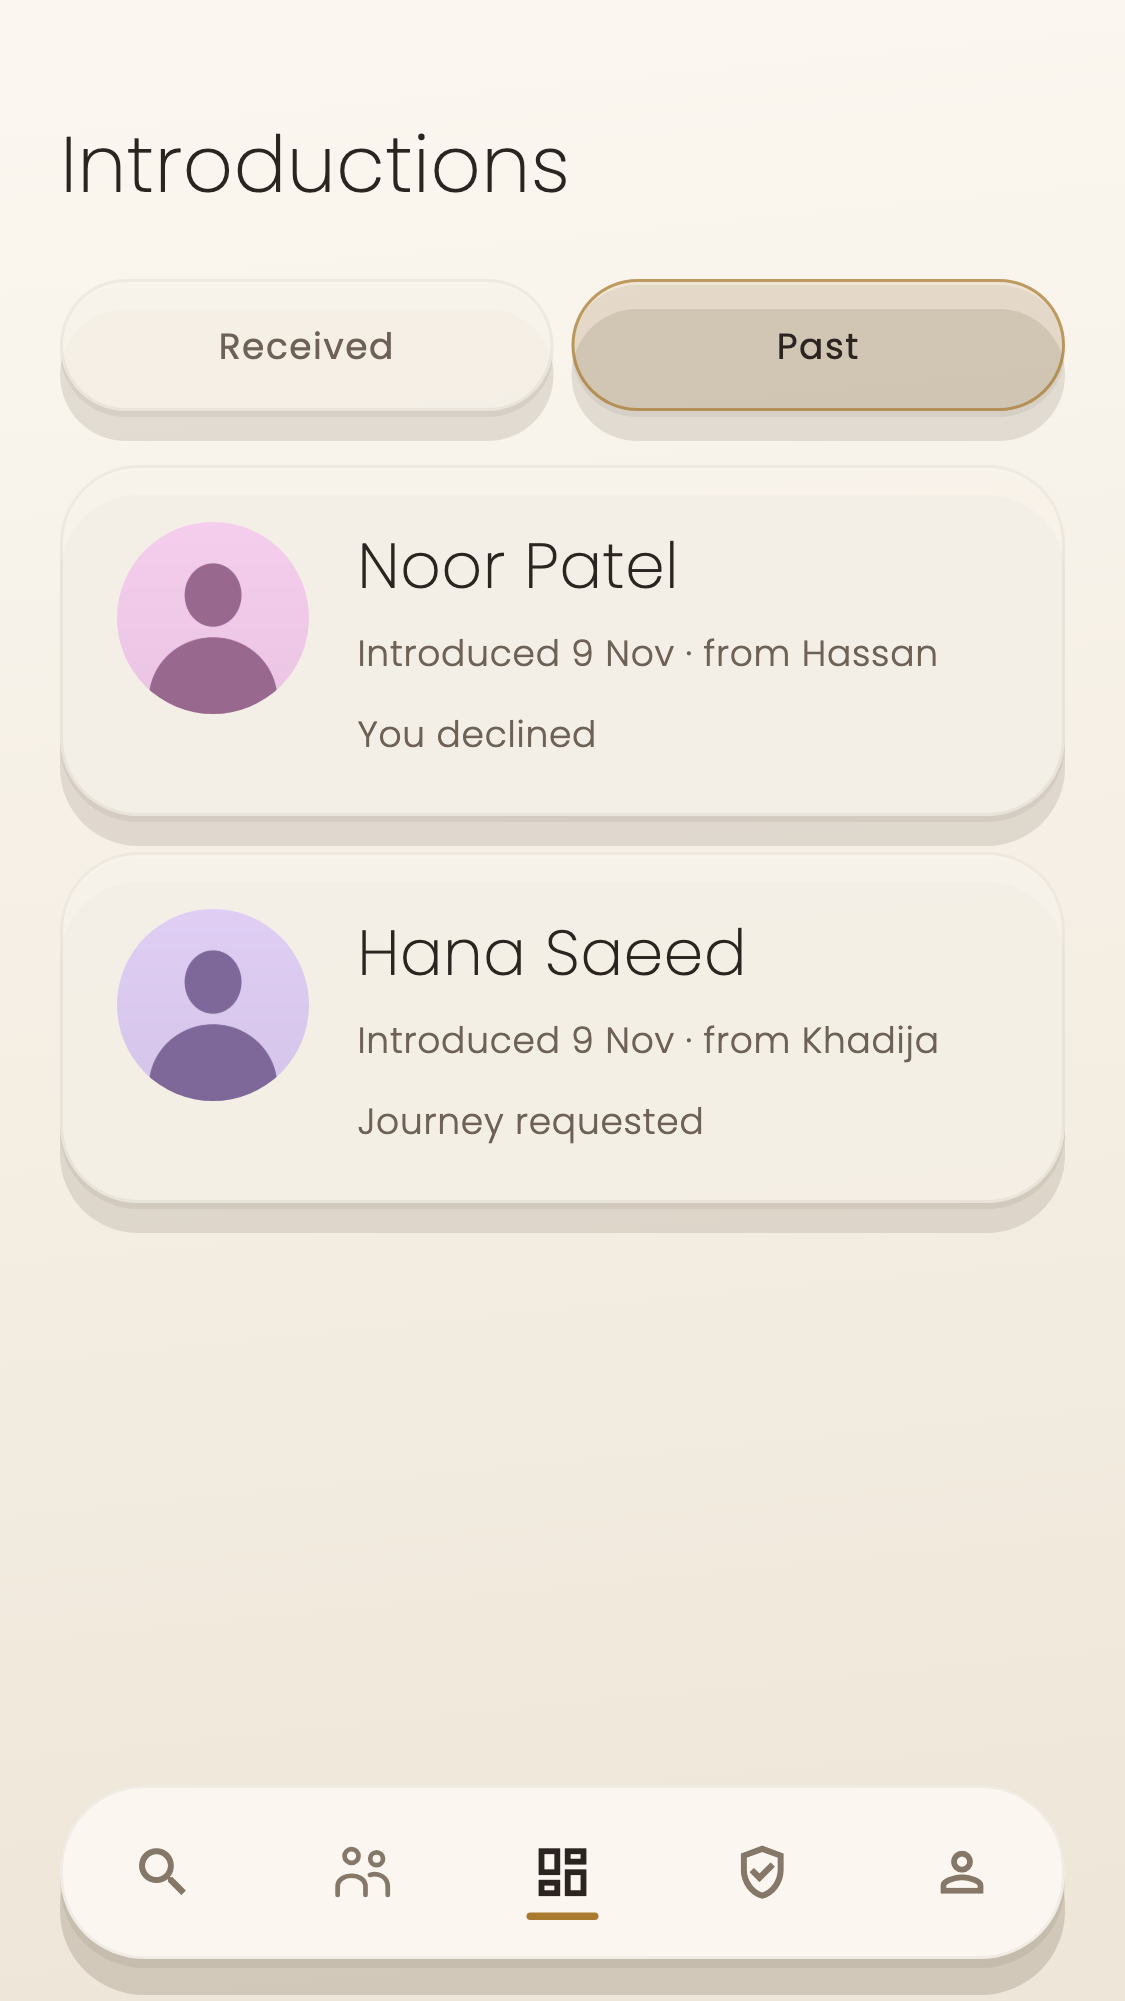 Introductions
Received
Past
Noor Patel
Introduced 9 Nov · from Hassan
You declined
Hana Saeed
Introduced 9 Nov · from Khadija
Journey requested